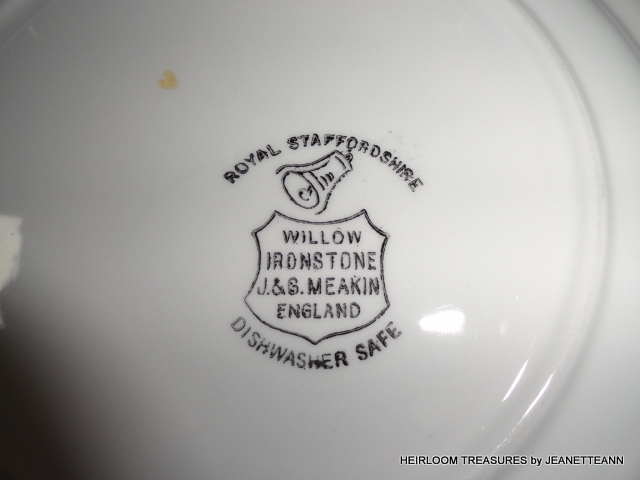 ROYAL STAFFORDSHIRE
WILLOW
IRONSTONE
J.&G. MEAKIN
ENGLAND
DISHWASHER SAFE
HEIRLOOM TREASURES by JEANETTEANN